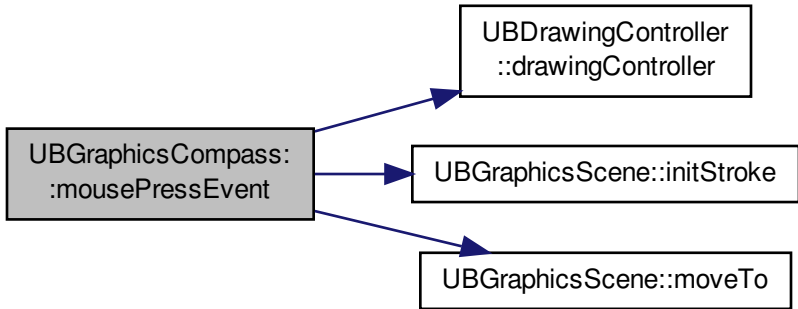 UBDrawingController
::drawingController
UBGraphicsCompass:
:mousePressEvent
UBGraphicsScene::initStroke
UBGraphicsScene::moveTo